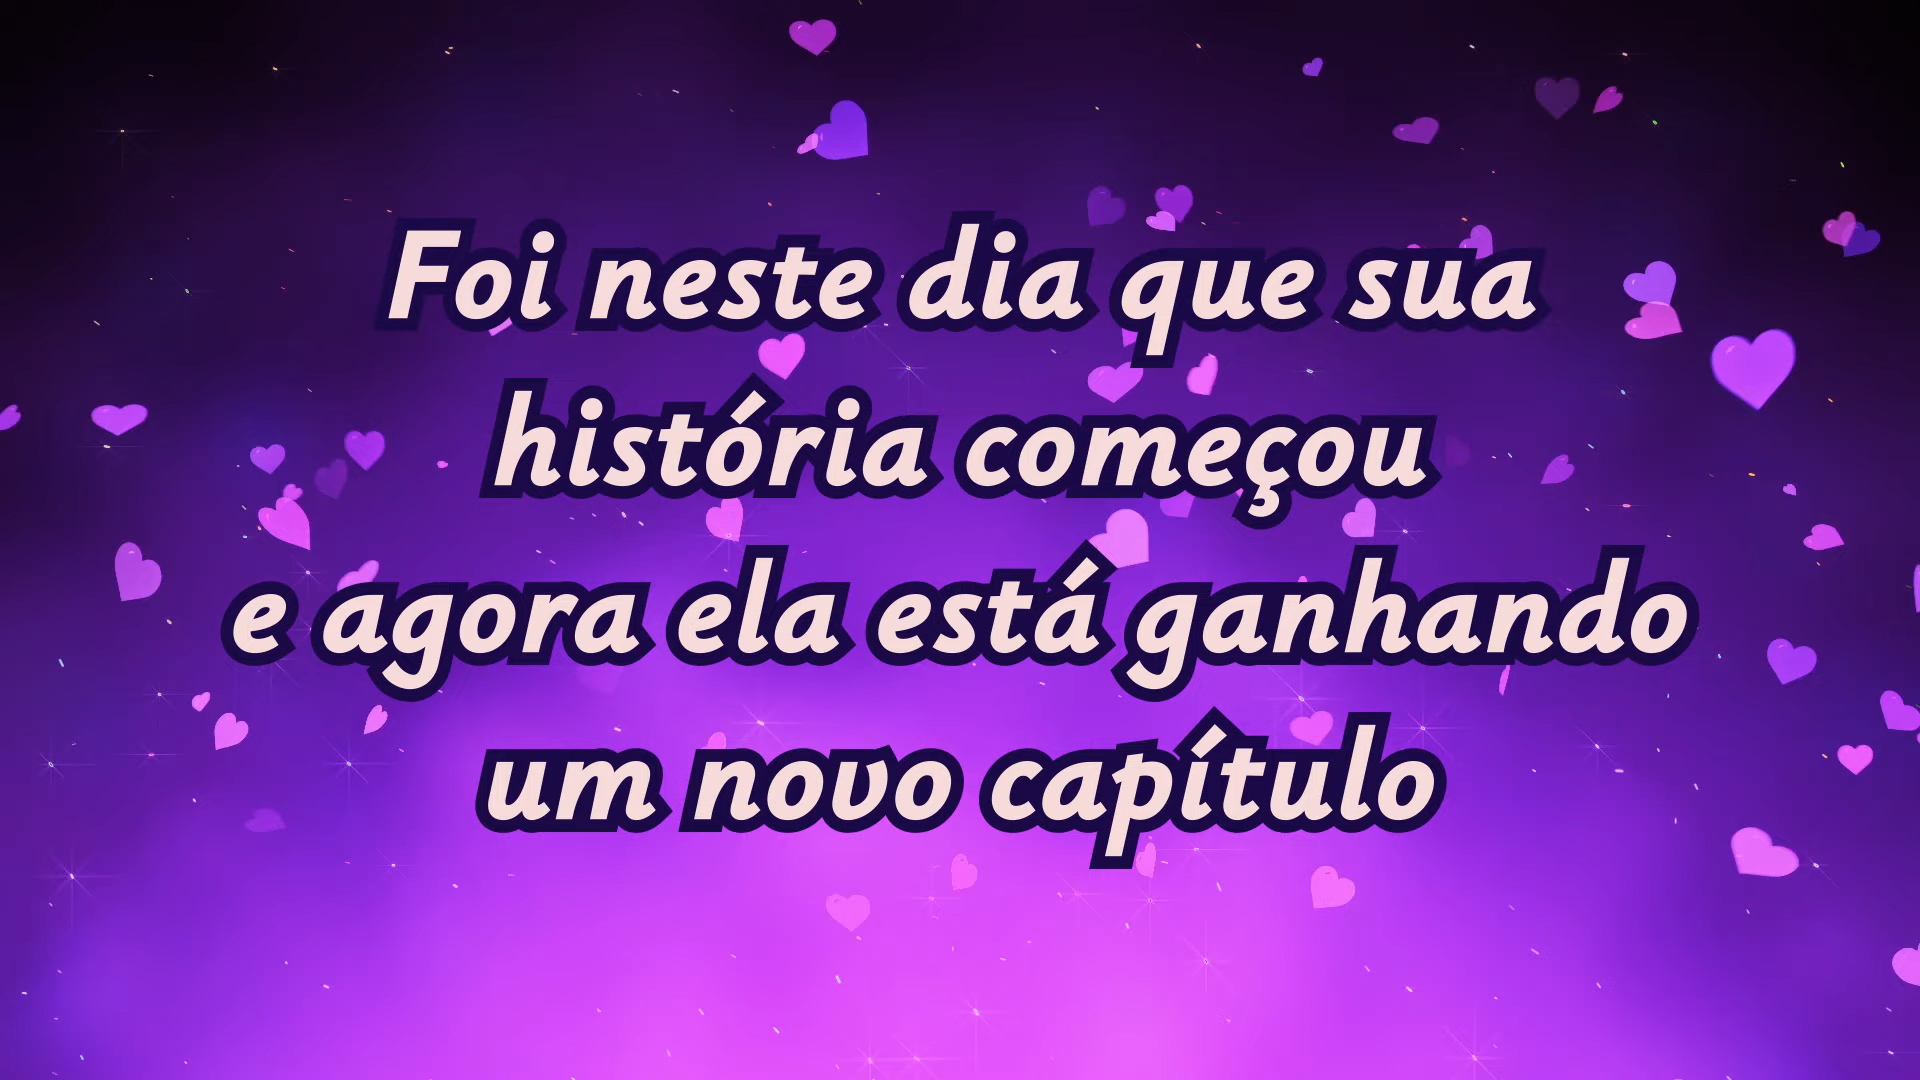 Foi neste dia que sua
história começou
e agora ela está ganhando
um novo capítulo